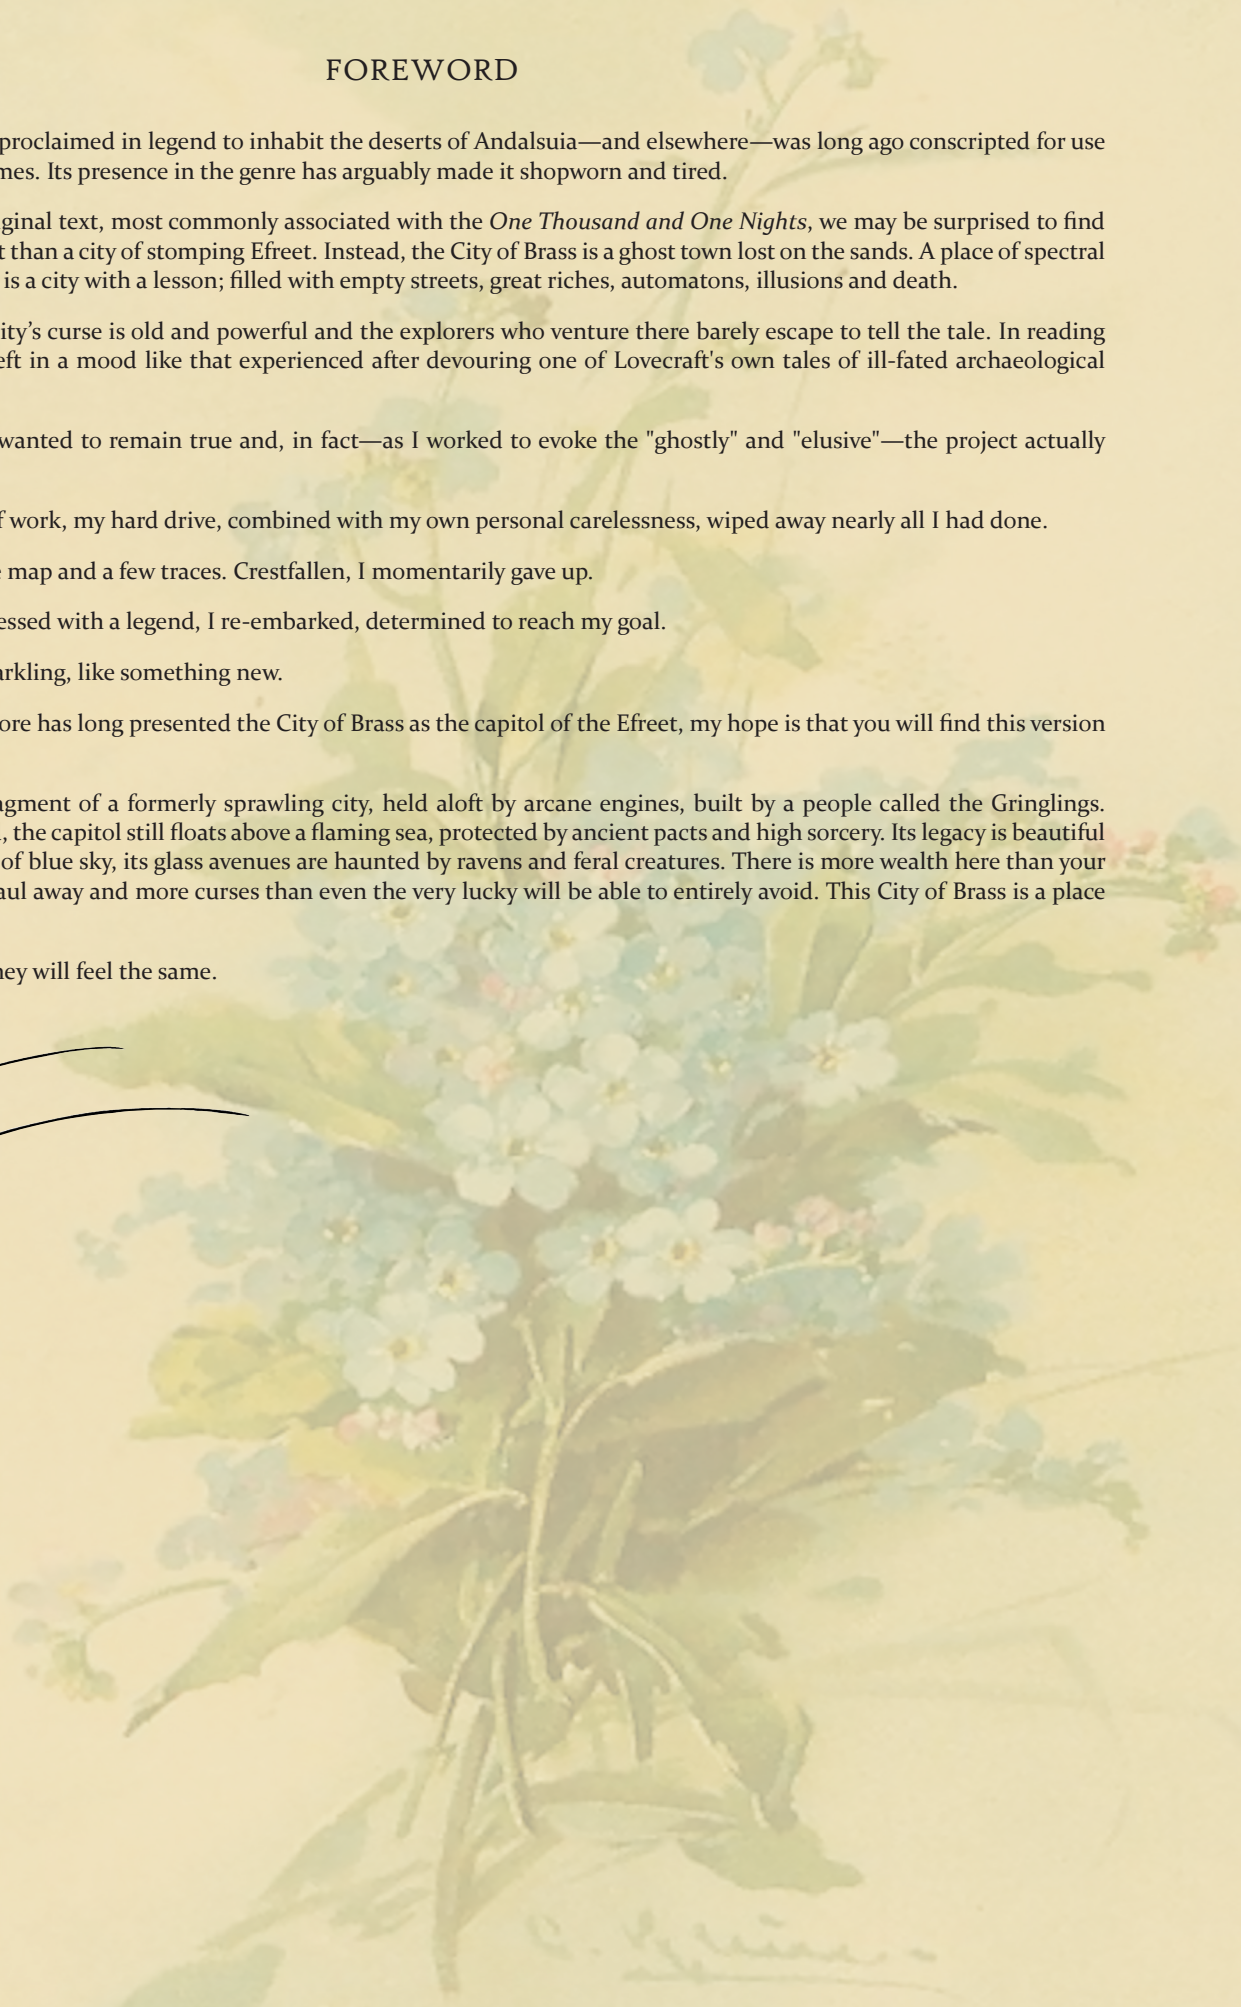 FOREWORD
proclaimed in legend to inhabit the deserts of Andalsuia—and elsewhere—was long ago conscripted for use
mes. Its presence in the genre has arguably made it shopworn and tired.
ginal text, most commonly associated with the One Thousand and One Nights, we may be surprised to find
t than a city of stomping Efreet. Instead, the City of Brass is a ghost town lost on the sands. A place of spectral
is a city with a lesson; filled with empty streets, great riches, automatons, illusions and death.
ity’s curse is old and powerful and the explorers who venture there barely escape to tell the tale. In reading
eft in a mood like that experienced after devouring one of Lovecraft's own tales of ill-fated archaeological
wanted to remain true and, in fact—as I worked to evoke the "ghostly" and "elusive"—the project actually
f work, my hard drive, combined with my own personal carelessness, wiped away nearly all I had done.
e map and a few traces. Crestfallen, I momentarily gave up.
essed with a legend, I re-embarked, determined to reach my goal.
arkling, like something new.
ore has long presented the City of Brass as the capitol of the Efreet, my hope is that you will find this version
agment of a formerly sprawling city, held aloft by arcane engines, built by a people called the Gringlings.
, the capitol still floats above a flaming sea, protected by ancient pacts and high sorcery. Its legacy is beautiful
of blue sky, its glass avenues are haunted by ravens and feral creatures. There is more wealth here than your
aul away and more curses than even the very lucky will be able to entirely avoid. This City of Brass is a place
hey will feel the same.